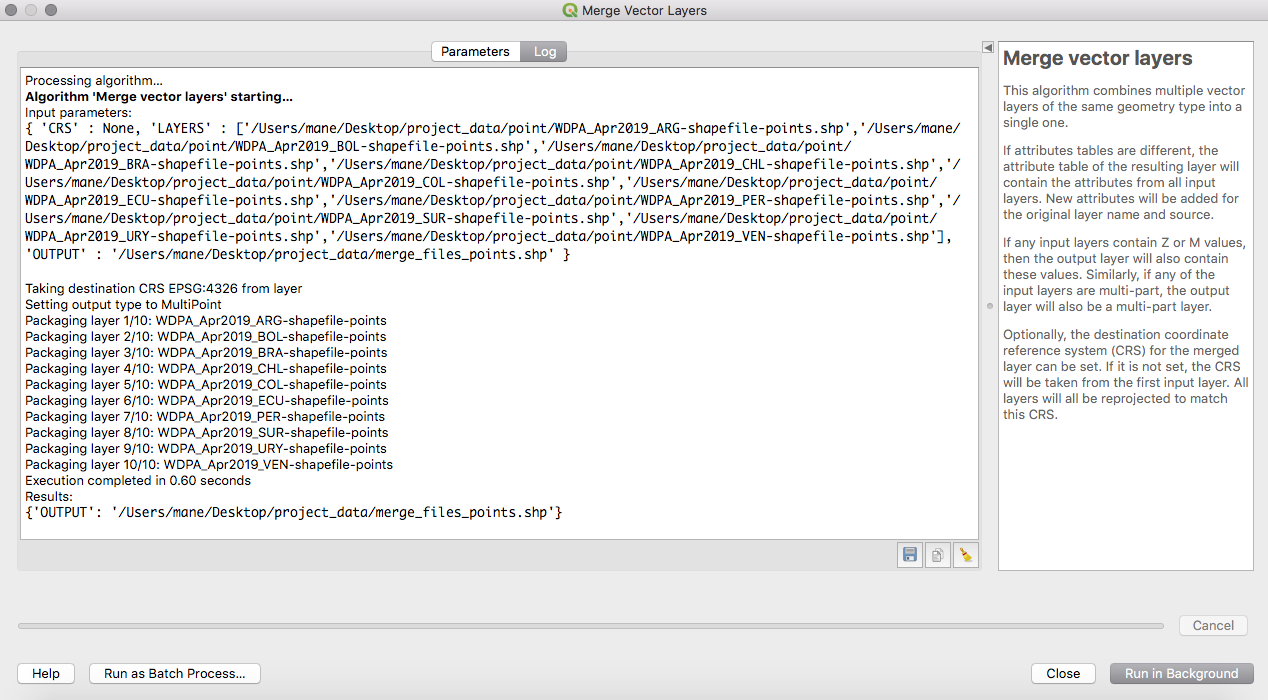 Merge Vector Layers
Parameters
Log
Processing algorithm...
Algorithm 'Merge vector layers' starting...
Input parameters:
{ 'CRS' : None, 'LAYERS' : ['/Users/mane/Desktop/project_data/point/WDPA_Apr2019_ARG-shapefile-points.shp','/Users/mane/
Desktop/project_data/point/WDPA_Apr2019_BOL-shapefile-points.shp','/Users/mane/Desktop/project_data/point/
WDPA_Apr2019_BRA-shapefile-points.shp','/Users/mane/Desktop/project_data/point/WDPA_Apr2019_CHL-shapefile-points.shp','/
Users/mane/Desktop/project_data/point/WDPA_Apr2019_COL-shapefile-points.shp','/Users/mane/Desktop/project_data/point/
WDPA_Apr2019_ECU-shapefile-points.shp','/Users/mane/Desktop/project_data/point/WDPA_Apr2019_PER-shapefile-points.shp','/
Users/mane/Desktop/project_data/point/WDPA_Apr2019_SUR-shapefile-points.shp','/Users/mane/Desktop/project_data/point/
WDPA_Apr2019_URY-shapefile-points.shp','/Users/mane/Desktop/project_data/point/WDPA_Apr2019_VEN-shapefile-points.shp'],
'OUTPUT' : '/Users/mane/Desktop/project_data/merge_files_points.shp' }
Taking destination CRS EPSG:4326 from layer
Setting output type to MultiPoint
Packaging layer 1/10: WDPA_Apr2019_ARG-shapefile-points
Packaging layer 2/10: WDPA_Apr2019_BOL-shapefile-points
Packaging layer 3/10: WDPA_Apr2019_BRA-shapefile-points
Packaging layer 4/10: WDPA_Apr2019_CHL-shapefile-points
Packaging layer 5/10: WDPA_Apr2019_COL-shapefile-points
Packaging layer 6/10: WDPA_Apr2019_ECU-shapefile-points
Packaging layer 7/10: WDPA_Apr2019_PER-shapefile-points
Packaging layer 8/10: WDPA_Apr2019_SUR-shapefile-points
Packaging layer 9/10: WDPA_Apr2019_URY-shapefile-points
Packaging layer 10/10: WDPA_Apr2019_VEN-shapefile-points
Execution completed in 0.60 seconds
Results:
{'OUTPUT': '/Users/mane/Desktop/project_data/merge_files_points.shp'}
Merge vector layers
This algorithm combines multiple vector
layers of the same geometry type into a
single one.
If attributes tables are different, the
attribute table of the resulting layer will
contain the attributes from all input
layers. New attributes will be added for
the original layer name and source.
If any input layers contain Z or M values,
then the output layer will also contain
these values. Similarly, if any of the
input layers are multi-part, the output
layer will also be a multi-part layer.
Optionally, the destination coordinate
reference system (CRS) for the merged
layer can be set. If it is not set, the CRS
will be taken from the first input layer. All
layers will all be reprojected to match
this CRS.
Cancel
Help
Run as Batch Process...
Close
Run in Background